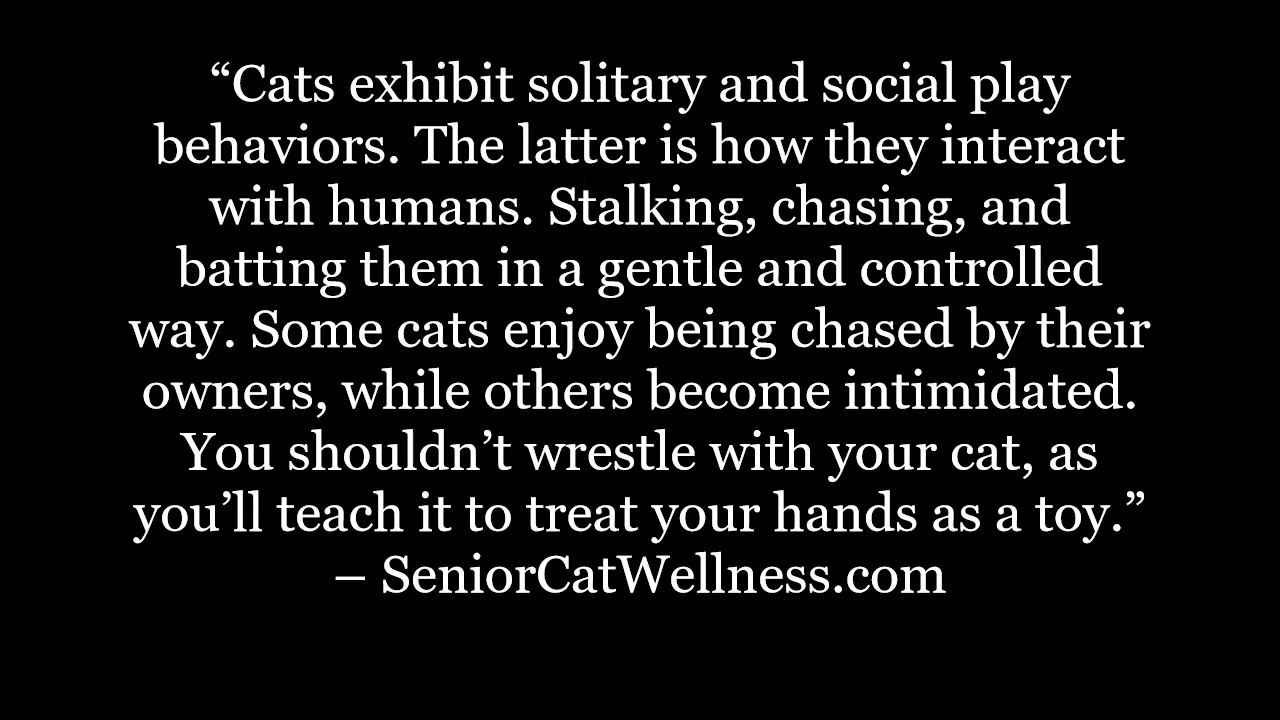 “Cats exhibit solitary and social play
behaviors. The latter is how they interact
with humans. Stalking, chasing, and
batting them in a gentle and controlled
way. Some cats enjoy being chased by their
owners, while others become intimidated.
You shouldn’t wrestle with your cat, as
you’ll teach it to treat your hands as a toy.”
– SeniorCatWellness.com